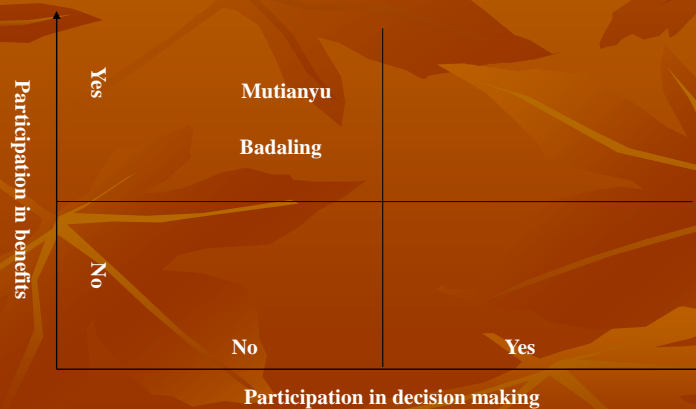 Participation in benefits
Yes
Mutianyu
Badaling
No
No
Yes
Participation in decision making